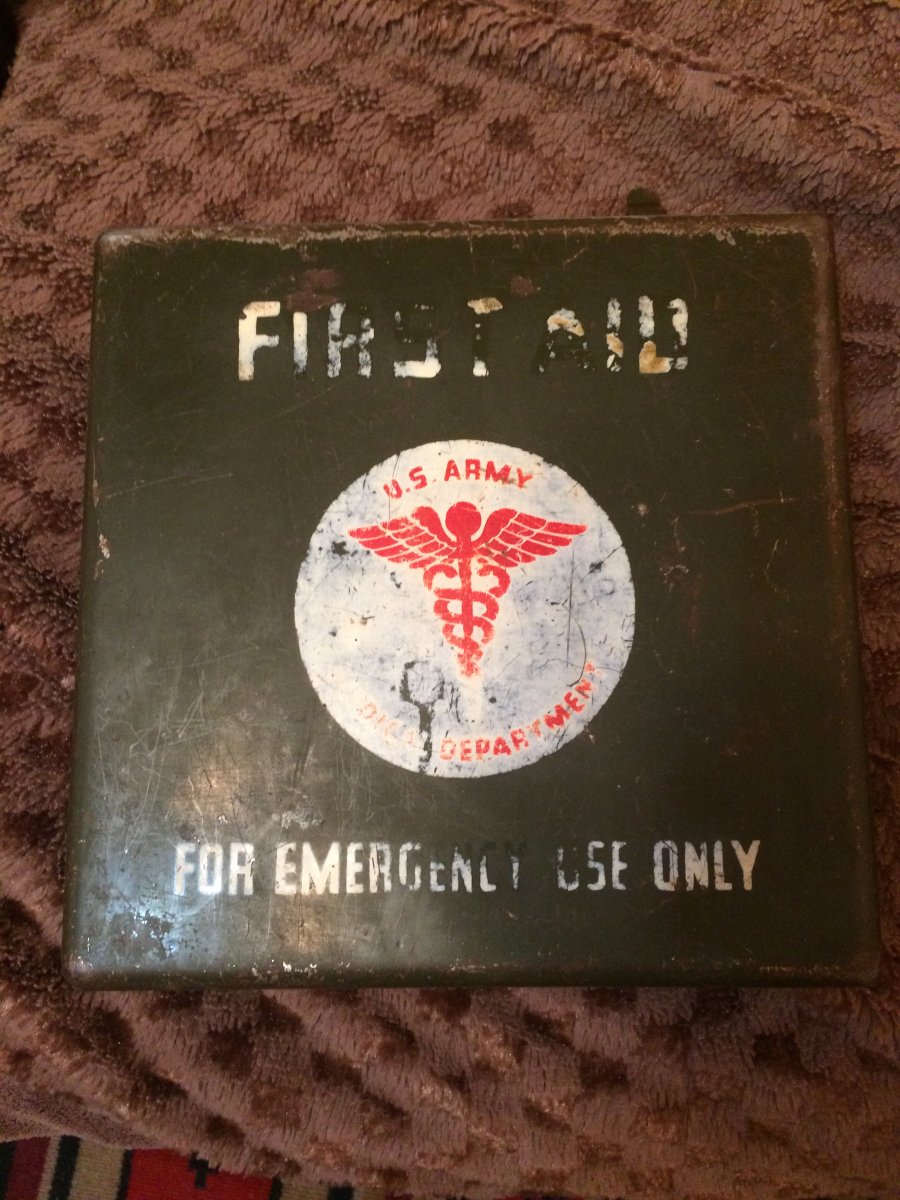 FIRST AID
U.S. ARMY
DEPARTMENT
FOR EMERGENCY USE ONLY